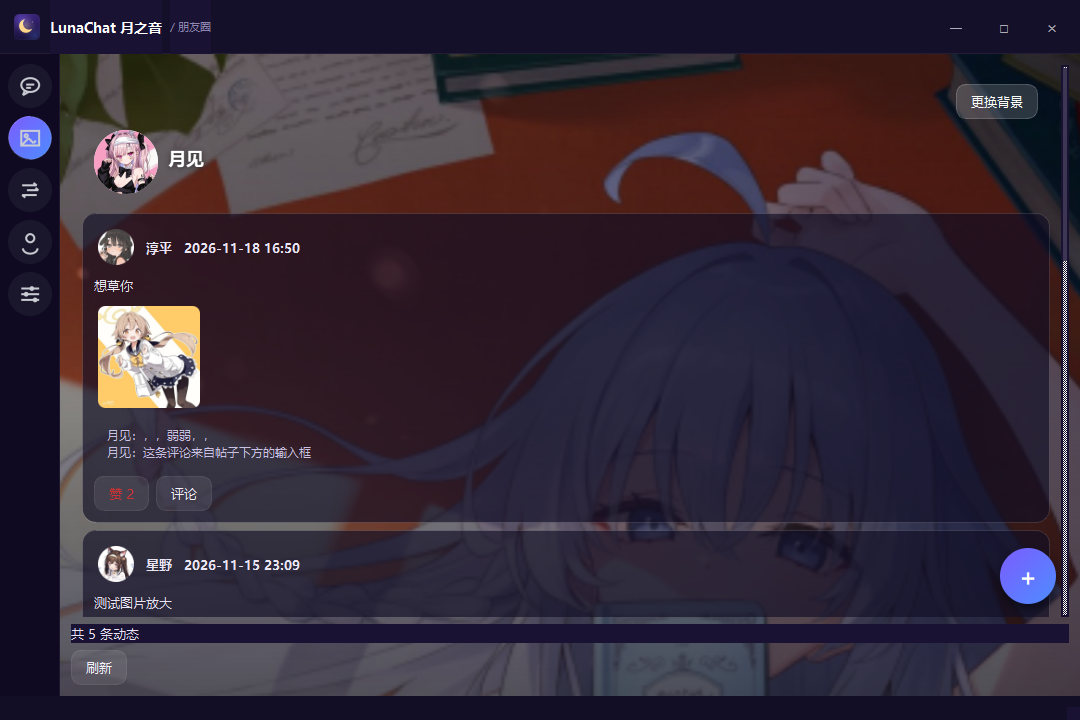 LunaChat 月之音 / 朋友圈
更换背景
月见
淳平 2026-11-18 16:50
想草你
月见：，，弱弱，，
月见：这条评论来自帖子下方的输入框
赞 2 评论
星野 2026-11-15 23:09
测试图片放大
+
共 5 条动态
刷新